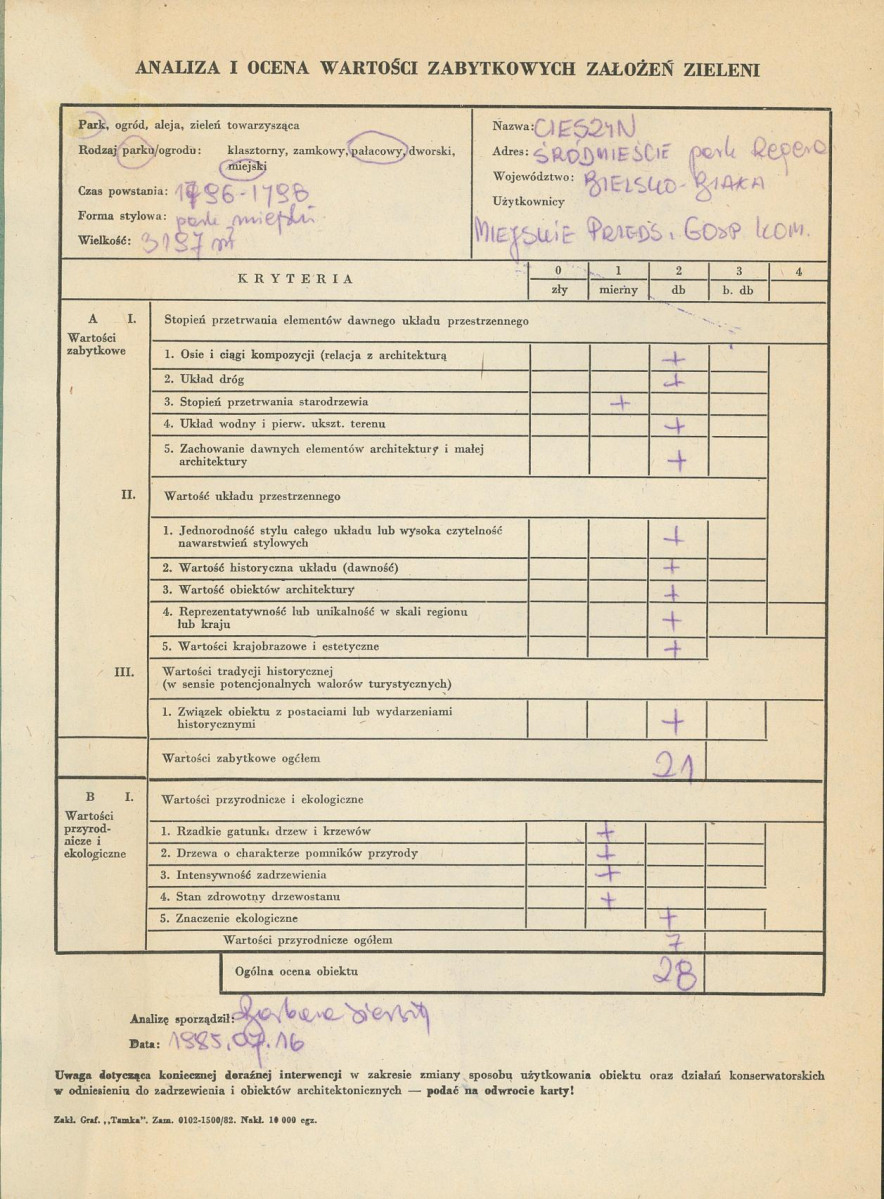 ANALIZA I OCENA WARTOŚCI ZABYTKOWYCH ZAŁOŻEŃ ZIELENI
Park, ogród, aleja, zieleń towarzysząca
Rodzaj parku/ogrodu: klasztorny, zamkowy, pałacowy, dworski,
miejski
Czas powstania: 1796-1798
Forma stylowa: park miejski
Wielkość: 3197 m²
Nazwa: CIESZYN
Adres: ŚRÓDMIEŚCIE park Regera
Województwo: BIELSKO-BIAŁA
Użytkownicy
MIEJSKIE PRZEDS. GOSP KOM.
KRYTERIA
0 1 2 3 4
zły mierny db b. db
A I. Stopień przetrwania elementów dawnego układu przestrzennego
Wartości
zabytkowe
1. Osie i ciągi kompozycji (relacja z architekturą +
2. Układ dróg +
3. Stopień przetrwania starodrzewia +
4. Układ wodny i pierw. ukszt. terenu +
5. Zachowanie dawnych elementów architektury i małej
architektury +
II. Wartość układu przestrzennego
1. Jednorodność stylu całego układu lub wysoka czytelność
nawarstwień stylowych +
2. Wartość historyczna układu (dawność) +
3. Wartość obiektów architektury +
4. Reprezentatywność lub unikalność w skali regionu
lub kraju +
5. Wartości krajobrazowe i estetyczne +
III. Wartości tradycji historycznej
(w sensie potencjonalnych walorów turystycznych)
1. Związek obiektu z postaciami lub wydarzeniami
historycznymi +
Wartości zabytkowe ogółem 21
B I. Wartości przyrodnicze i ekologiczne
Wartości
przyrod-
nicze i
ekologiczne
1. Rzadkie gatunki drzew i krzewów +
2. Drzewa o charakterze pomników przyrody +
3. Intensywność zadrzewienia +
4. Stan zdrowotny drzewostanu +
5. Znaczenie ekologiczne +
Wartości przyrodnicze ogółem 7
Ogólna ocena obiektu 28
Analizę sporządził: Barbara
Data: 1985.07.16
Uwaga dotycząca koniecznej doraźnej interwencji w zakresie zmiany sposobu użytkowania obiektu oraz działań konserwatorskich
w odniesieniu do zadrzewienia i obiektów architektonicznych — podać na odwrocie karty!
Zakł. Graf. „Tamka". Zam. 0102-1500/82. Nakł. 10 000 egz.